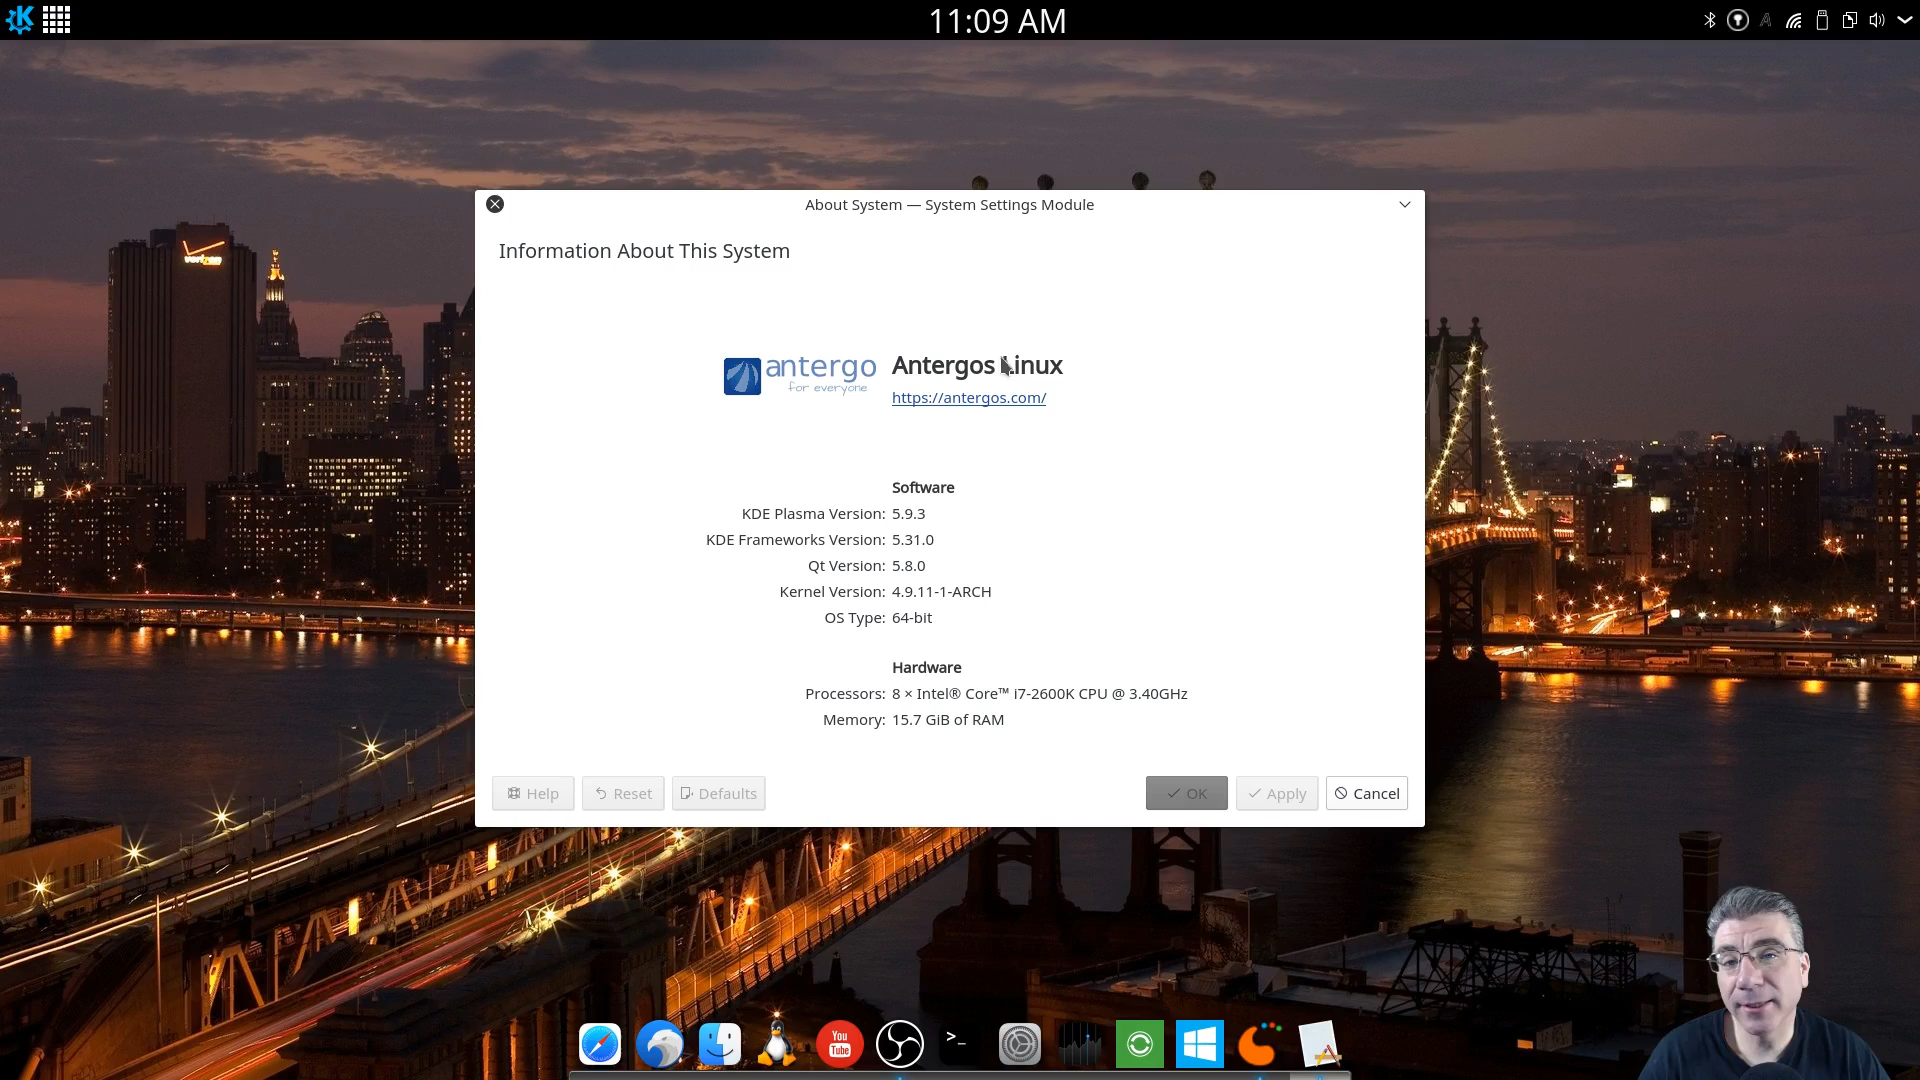 11:09 AM
About System — System Settings Module
Information About This System
verizon
antergo
for everyone
Antergos Linux
https://antergos.com/
Software
KDE Plasma Version: 5.9.3
KDE Frameworks Version: 5.31.0
Qt Version: 5.8.0
Kernel Version: 4.9.11-1-ARCH
OS Type: 64-bit
Hardware
Processors: 8 × Intel® Core™ i7-2600K CPU @ 3.40GHz
Memory: 15.7 GiB of RAM
Help
Reset
Defaults
OK
Apply
Cancel
You
Tube
>_